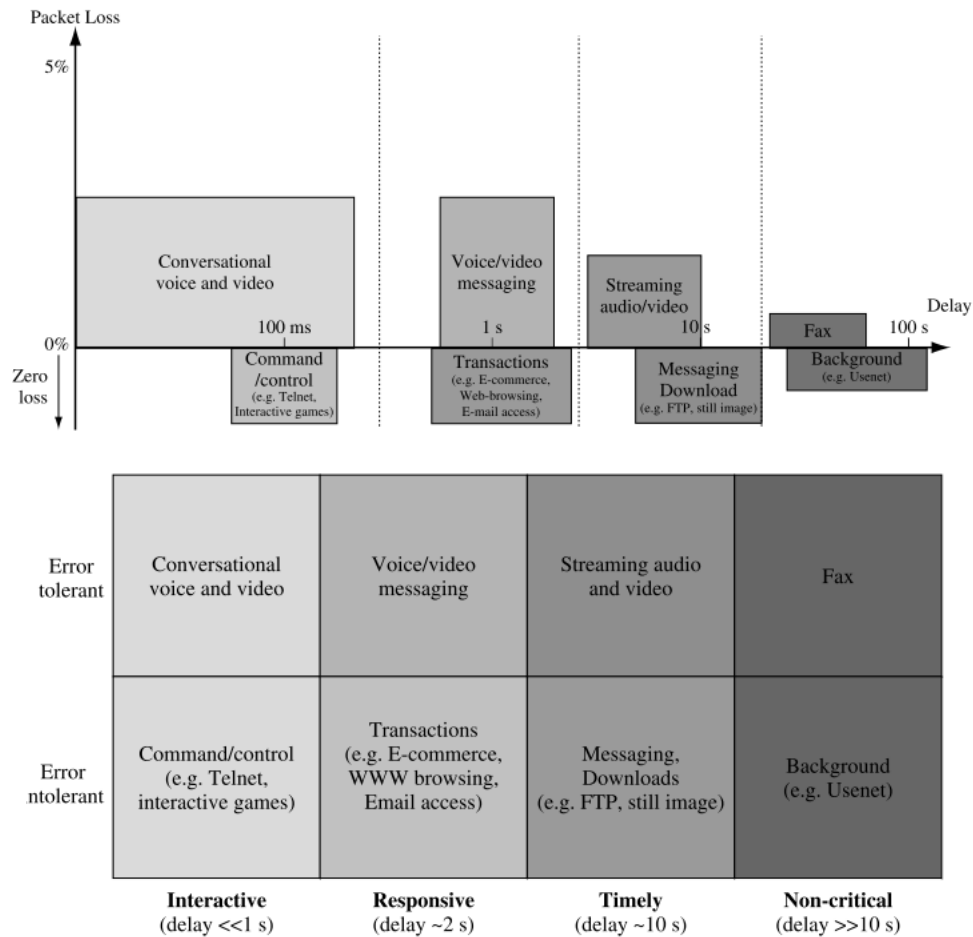 Packet Loss
5%
Conversational
voice and video
Voice/video
messaging
Streaming
audio/video
Delay
100 ms
1 s
10 s
Fax
100 s
0%
Zero
loss
Command
/control
(e.g. Telnet,
Interactive games)
Transactions
(e.g. E-commerce,
Web-browsing,
E-mail access)
Messaging
Download
(e.g. FTP, still image)
Background
(e.g. Usenet)
Error
tolerant
Conversational
voice and video
Voice/video
messaging
Streaming audio
and video
Fax
Error
ntolerant
Command/control
(e.g. Telnet,
interactive games)
Transactions
(e.g. E-commerce,
WWW browsing,
Email access)
Messaging,
Downloads
(e.g. FTP, still image)
Background
(e.g. Usenet)
Interactive
(delay <<1 s)
Responsive
(delay ~2 s)
Timely
(delay ~10 s)
Non-critical
(delay >>10 s)